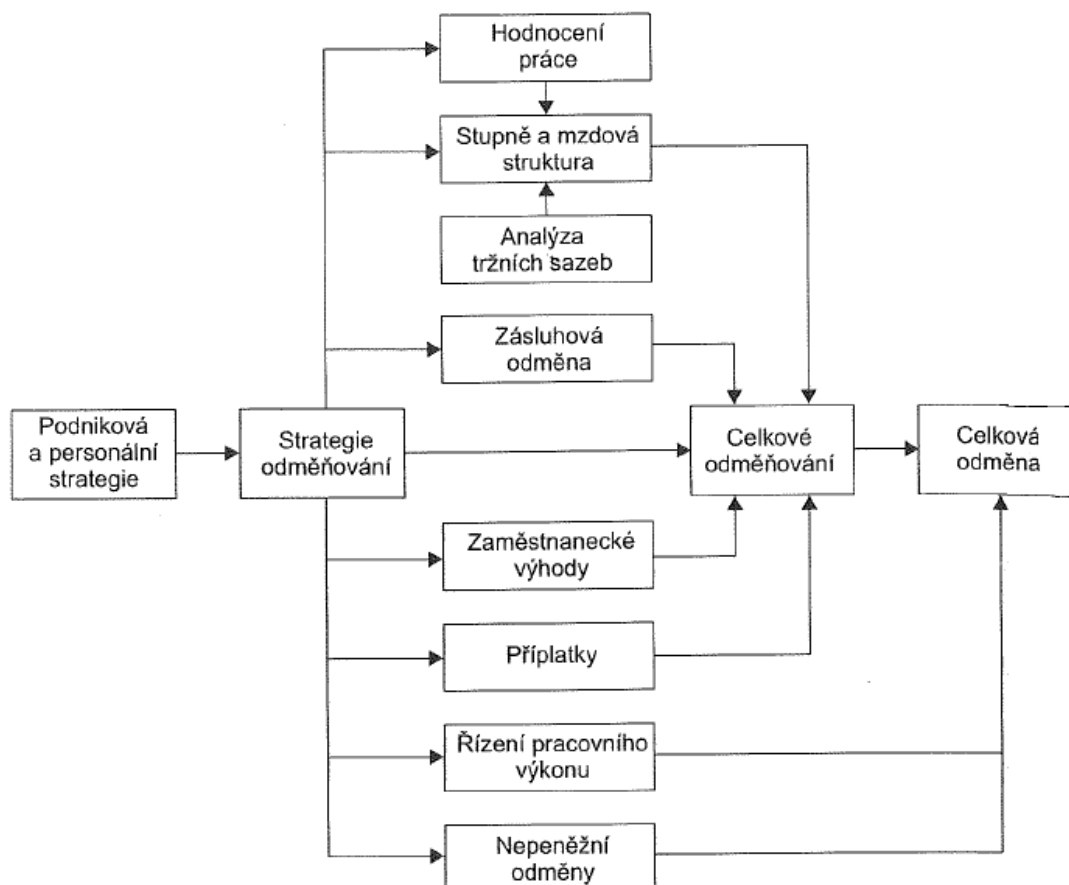 Hodnocení
práce
Stupně a mzdová
struktura
Analýza
tržních sazeb
Zásluhová
odměna
Podniková
a personální
strategie
Strategie
odměňování
Celkové
odměňování
Celková
odměna
Zaměstnanecké
výhody
Příplatky
Řízení pracovního
výkonu
Nepeněžní
odměny